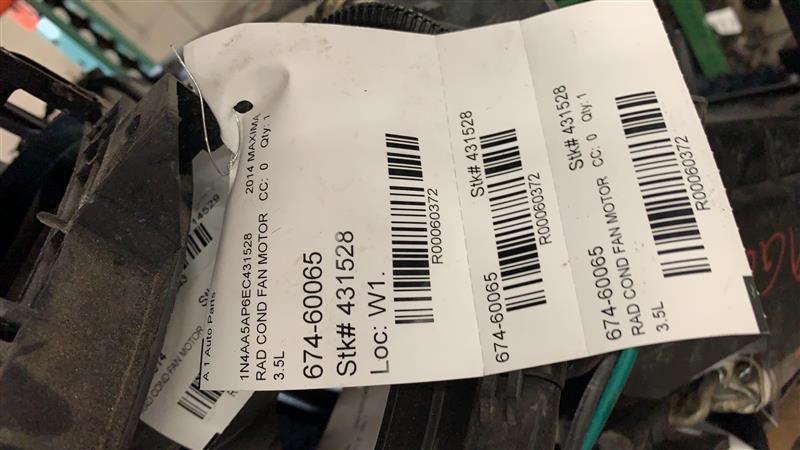 A 1 Auto Parts
1N4AA5AP6EC431528 2014 MAXIMA
RAD COND FAN MOTOR CC: 0 Qty: 1
3.5L
674-60065
Stk# 431528
Loc: W1.
R00060372
674-60065 Stk# 431528
R00060372
Stk# 431528
674-60065
RAD COND FAN MOTOR CC: 0 Qty: 1
3.5L
R00060372
COND FAN MOTOR